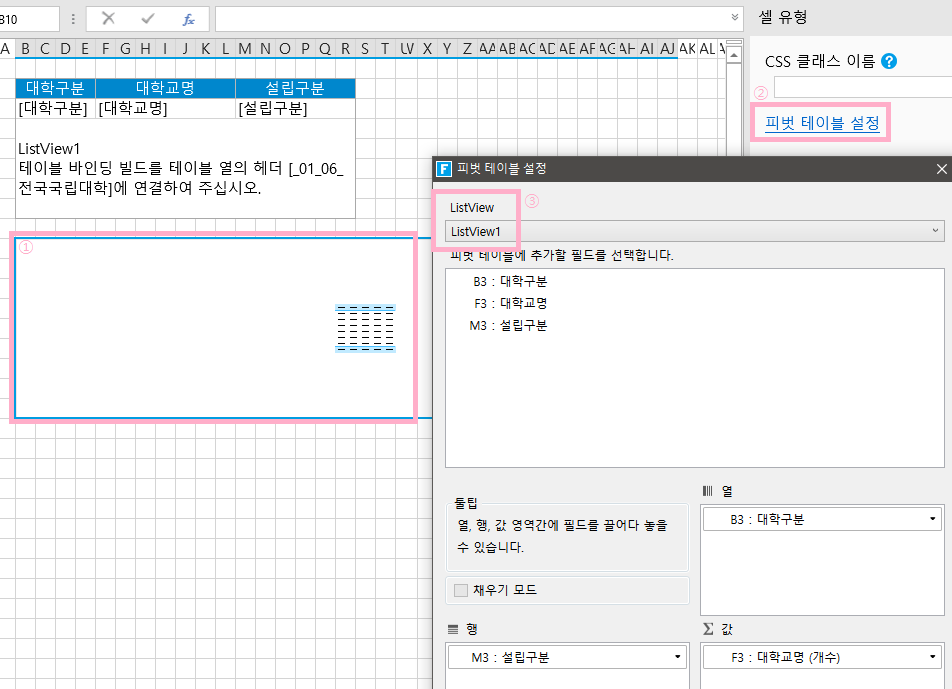 B10
fx
셀 유형
A B C D E F G H I J K L M N O P Q R S T U V X Y Z AA AB AC AD AE AF AG AH AI AJ AK AL
CSS 클래스 이름 ?
②
피벗 테이블 설정
대학구분 대학교명 설립구분
[대학구분] [대학교명] [설립구분]
ListView1
테이블 바인딩 빌드를 테이블 열의 헤더 [_01_06_
전국국립대학]에 연결하여 주십시오.
①
F 피벗 테이블 설정
③
ListView
ListView1
피벗 테이블에 추가할 필드를 선택합니다.
B3 : 대학구분
F3 : 대학교명
M3 : 설립구분
열
B3 : 대학구분
툴팁
열, 행, 값 영역간에 필드를 끌어다 놓을
수 있습니다.
채우기 모드
행
M3 : 설립구분
Σ 값
F3 : 대학교명 (개수)